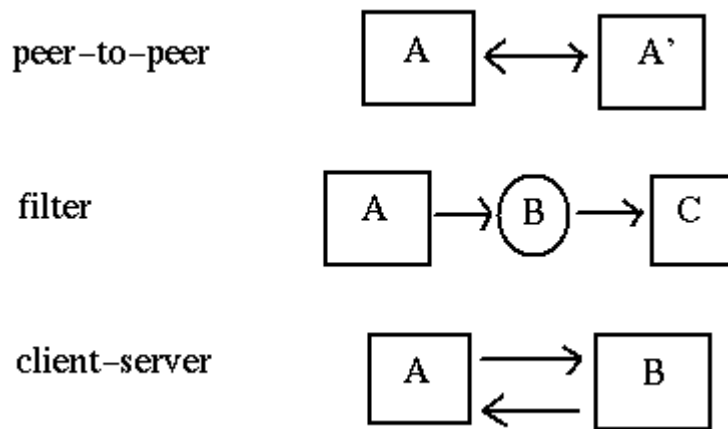 peer-to-peer A A’
filter A B C
client-server A B